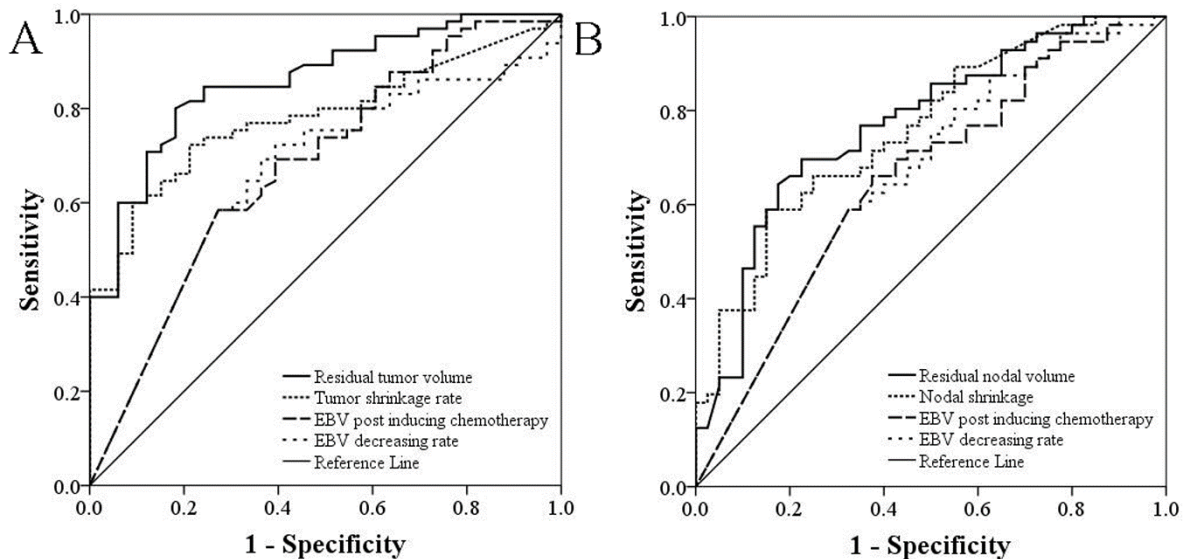 A
Sensitivity
1.0
0.8
0.6
0.4
0.2
0.0
Residual tumor volume
Tumor shrinkage rate
EBV post inducing chemotherapy
EBV decreasing rate
Reference Line
0.0 0.2 0.4 0.6 0.8 1.0
1 - Specificity
B
Sensitivity
1.0
0.8
0.6
0.4
0.2
0.0
Residual nodal volume
Nodal shrinkage
EBV post inducing chemotherapy
EBV decreasing rate
Reference Line
0.0 0.2 0.4 0.6 0.8 1.0
1 - Specificity